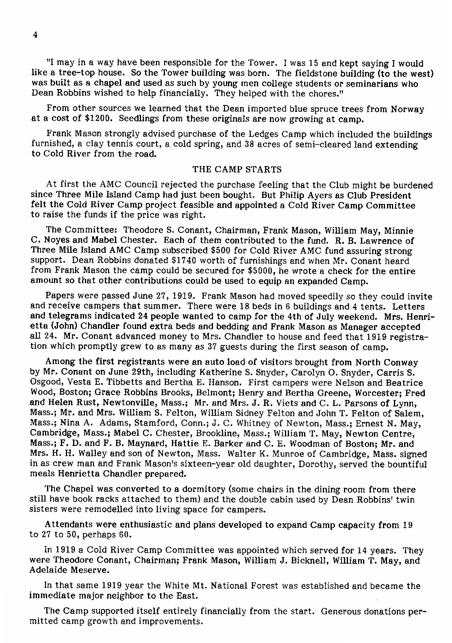 4
"I may in a way have been responsible for the Tower. I was 15 and kept saying I would
like a tree-top house. So the Tower building was born. The fieldstone building (to the west)
was built as a chapel and used as such by young men college students or seminarians who
Dean Robbins wished to help financially. They helped with the chores."
From other sources we learned that the Dean imported blue spruce trees from Norway
at a cost of $1200. Seedlings from these originals are now growing at camp.
Frank Mason strongly advised purchase of the Ledges Camp which included the buildings
furnished, a clay tennis court, a cold spring, and 38 acres of semi-cleared land extending
to Cold River from the road.
THE CAMP STARTS
At first the AMC Council rejected the purchase feeling that the Club might be burdened
since Three Mile Island Camp had just been bought. But Philip Ayers as Club President
felt the Cold River Camp project feasible and appointed a Cold River Camp Committee
to raise the funds if the price was right.
The Committee: Theodore S. Conant, Chairman, Frank Mason, William May, Minnie
C. Noyes and Mabel Chester. Each of them contributed to the fund. R. B. Lawrence of
Three Mile Island AMC Camp subscribed $500 for Cold River AMC fund assuring strong
support. Dean Robbins donated $1740 worth of furnishings and when Mr. Conant heard
from Frank Mason the camp could be secured for $5000, he wrote a check for the entire
amount so that other contributions could be used to equip an expanded Camp.
Papers were passed June 27, 1919. Frank Mason had moved speedily so they could invite
and receive campers that summer. There were 18 beds in 6 buildings and 4 tents. Letters
and telegrams indicated 24 people wanted to camp for the 4th of July weekend. Mrs. Henri-
etta (John) Chandler found extra beds and bedding and Frank Mason as Manager accepted
all 24. Mr. Conant advanced money to Mrs. Chandler to house and feed that 1919 registra-
tion which promptly grew to as many as 37 guests during the first season of camp.
Among the first registrants were an auto load of visitors brought from North Conway
by Mr. Conant on June 29th, including Katherine S. Snyder, Carolyn O. Snyder, Carris S.
Osgood, Vesta E. Tibbetts and Bertha E. Hanson. First campers were Nelson and Beatrice
Wood, Boston; Grace Robbins Brooks, Belmont; Henry and Bertha Greene, Worcester; Fred
and Helen Rust, Newtonville, Mass.; Mr. and Mrs. J. R. Viets and C. L. Parsons of Lynn,
Mass.; Mr. and Mrs. William S. Felton, William Sidney Felton and John T. Felton of Salem,
Mass.; Nina A. Adams, Stamford, Conn.; J. C. Whitney of Newton, Mass.; Ernest N. May,
Cambridge, Mass.; Mabel C. Chester, Brookline, Mass.; William T. May, Newton Centre,
Mass.; F. D. and F. B. Maynard, Hattie E. Barker and C. E. Woodman of Boston; Mr. and
Mrs. H. H. Walley and son of Newton, Mass. Walter K. Munroe of Cambridge, Mass. signed
in as crew man and Frank Mason's sixteen-year old daughter, Dorothy, served the bountiful
meals Henrietta Chandler prepared.
The Chapel was converted to a dormitory (some chairs in the dining room from there
still have book racks attached to them) and the double cabin used by Dean Robbins' twin
sisters were remodelled into living space for campers.
Attendants were enthusiastic and plans developed to expand Camp capacity from 19
to 27 to 50, perhaps 60.
In 1919 a Cold River Camp Committee was appointed which served for 14 years. They
were Theodore Conant, Chairman; Frank Mason, William J. Bicknell, William T. May, and
Adelaide Meserve.
In that same 1919 year the White Mt. National Forest was established and became the
immediate major neighbor to the East.
The Camp supported itself entirely financially from the start. Generous donations per-
mitted camp growth and improvements.